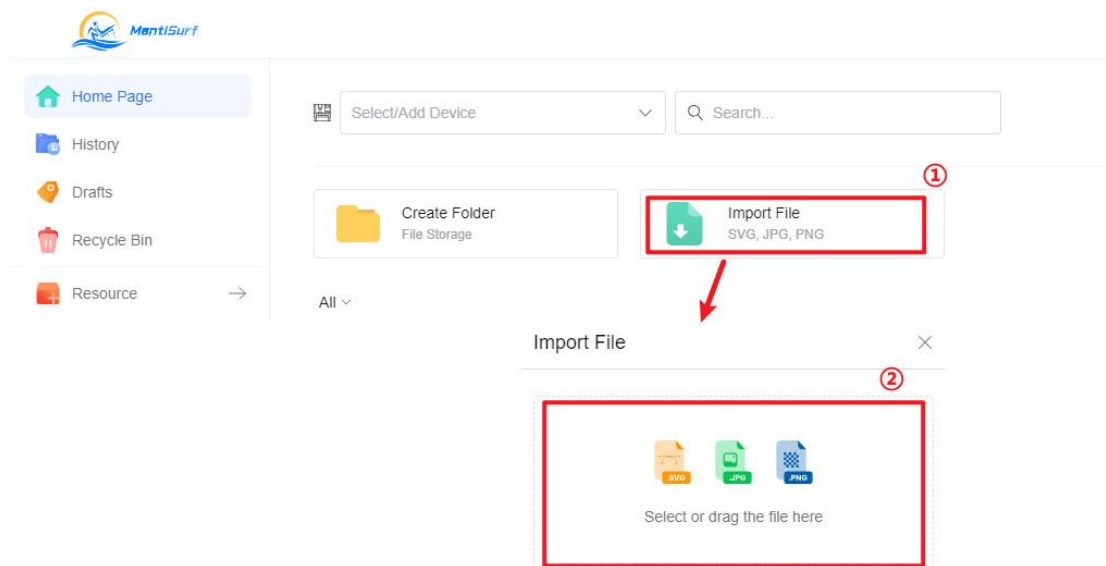 MantISurf
Home Page
Select/Add Device
Search...
History
①
Drafts
Create Folder
Import File
File Storage
SVG, JPG, PNG
Recycle Bin
Resource
All
Import File
②
.SVG
.JPG
.PNG
Select or drag the file here